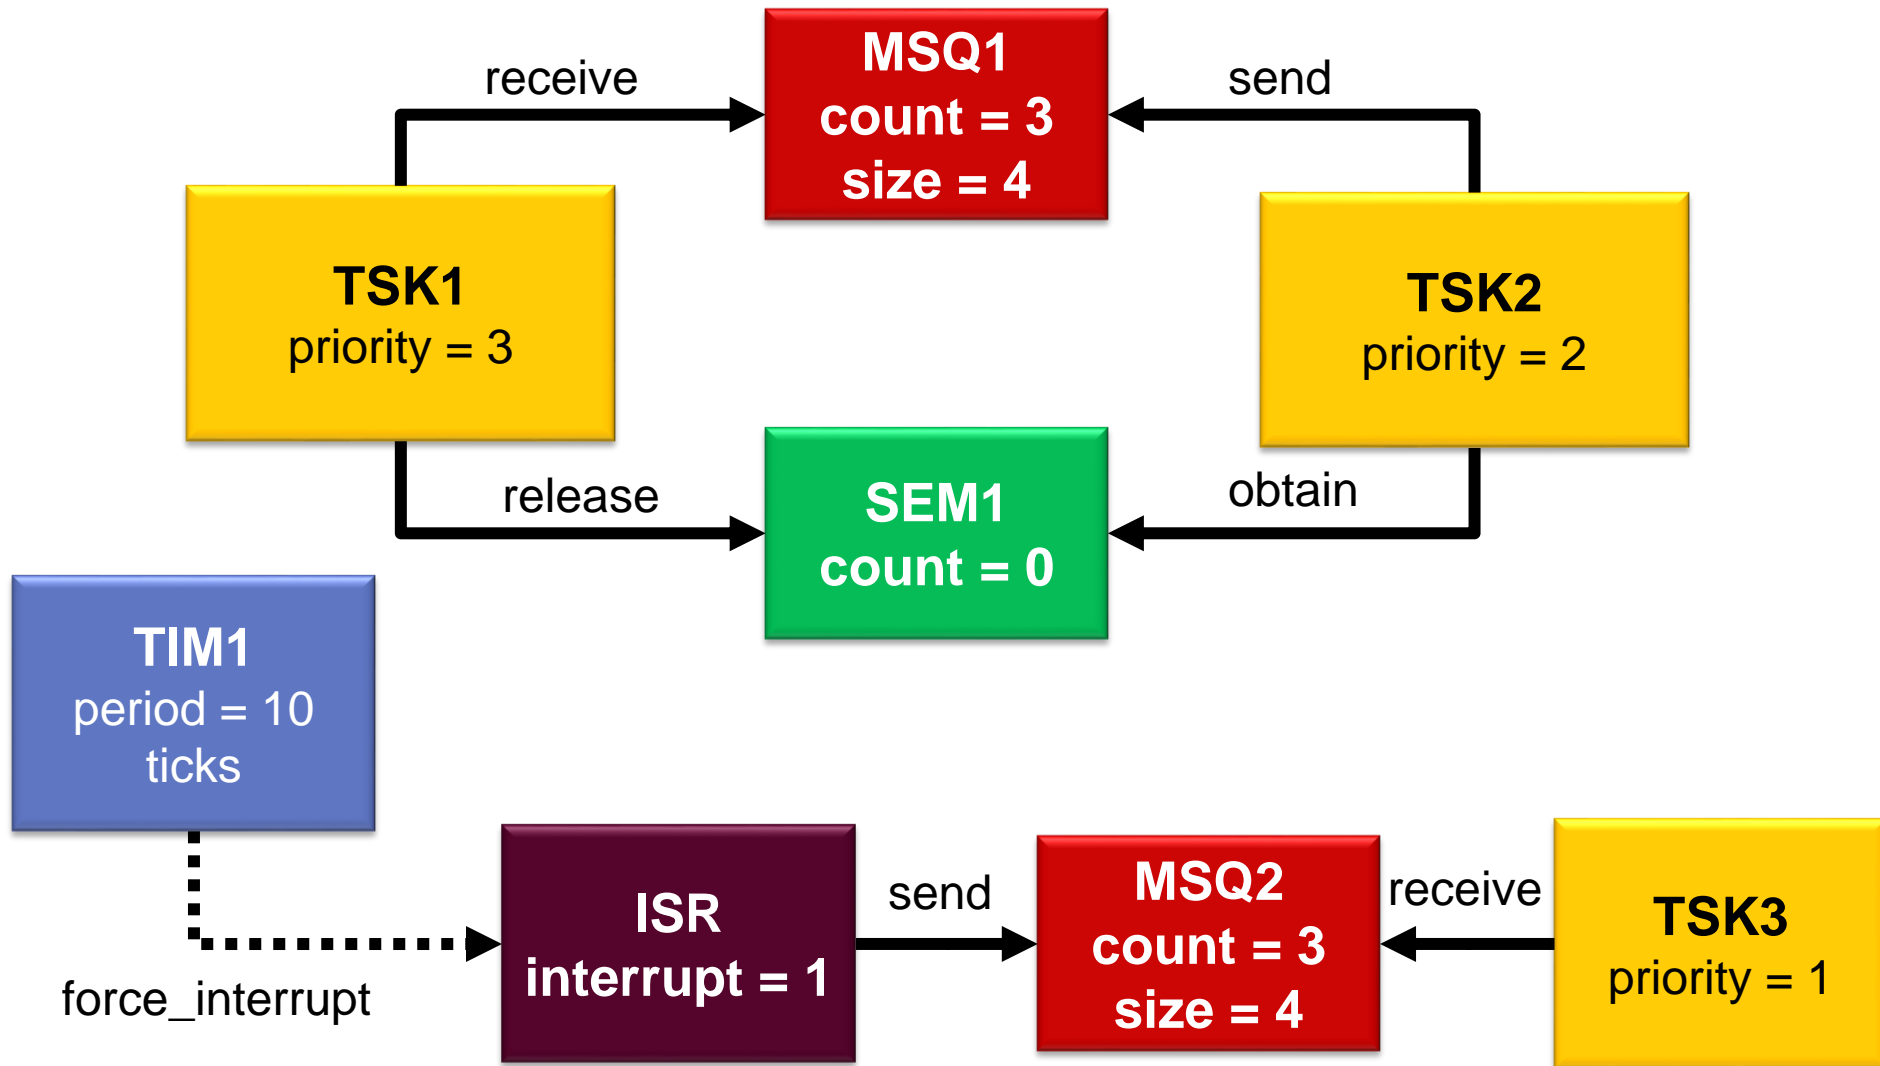 MSQ1
count = 3
size = 4
receive
send
TSK1
priority = 3
TSK2
priority = 2
release
SEM1
count = 0
obtain
TIM1
period = 10
ticks
force_interrupt
ISR
interrupt = 1
send
MSQ2
count = 3
size = 4
receive
TSK3
priority = 1